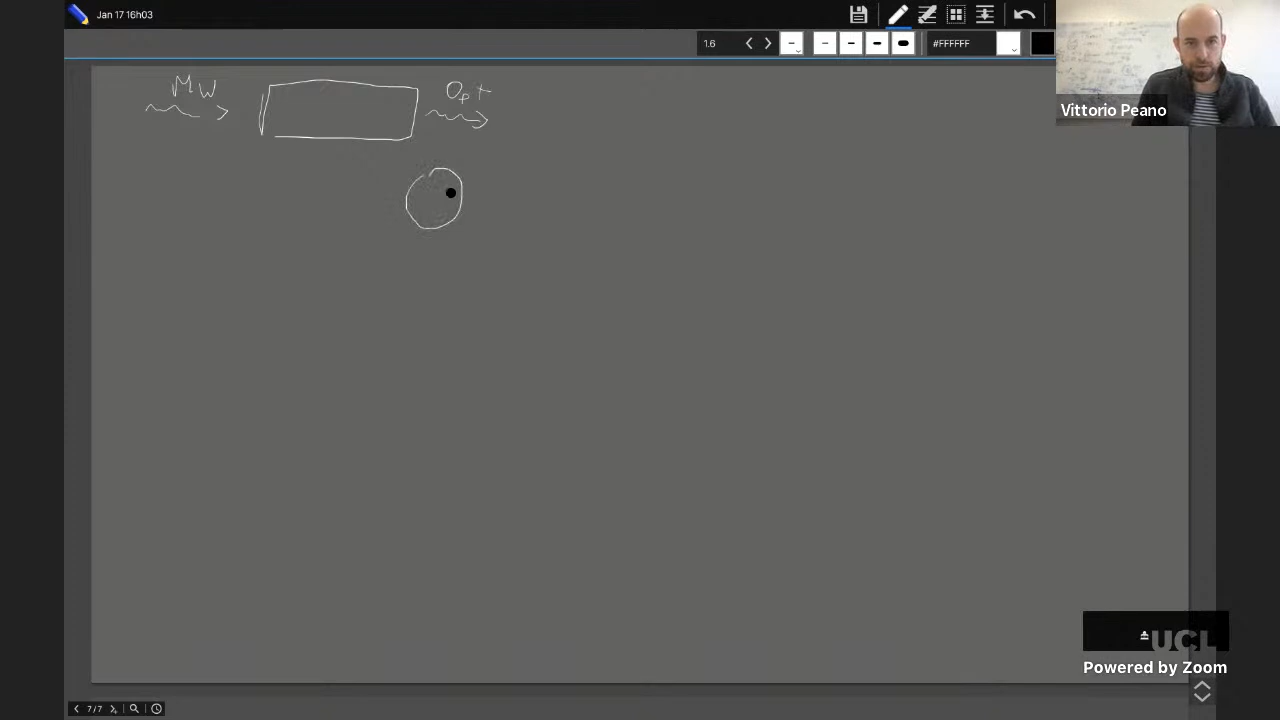 Jan 17 16h03
1.6
#FFFFFF
MW
Opt
Vittorio Peano
UCL
Powered by Zoom
7/7